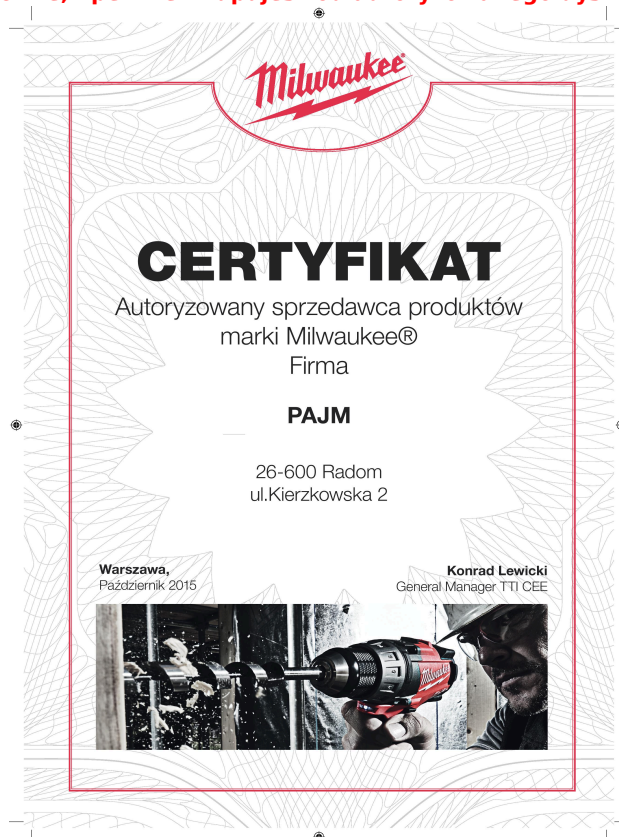 Milwaukee®
CERTYFIKAT
Autoryzowany sprzedawca produktów
marki Milwaukee®
Firma
PAJM
26-600 Radom
ul.Kierzkowska 2
Warszawa,
Październik 2015
Konrad Lewicki
General Manager TTI CEE
Milwaukee